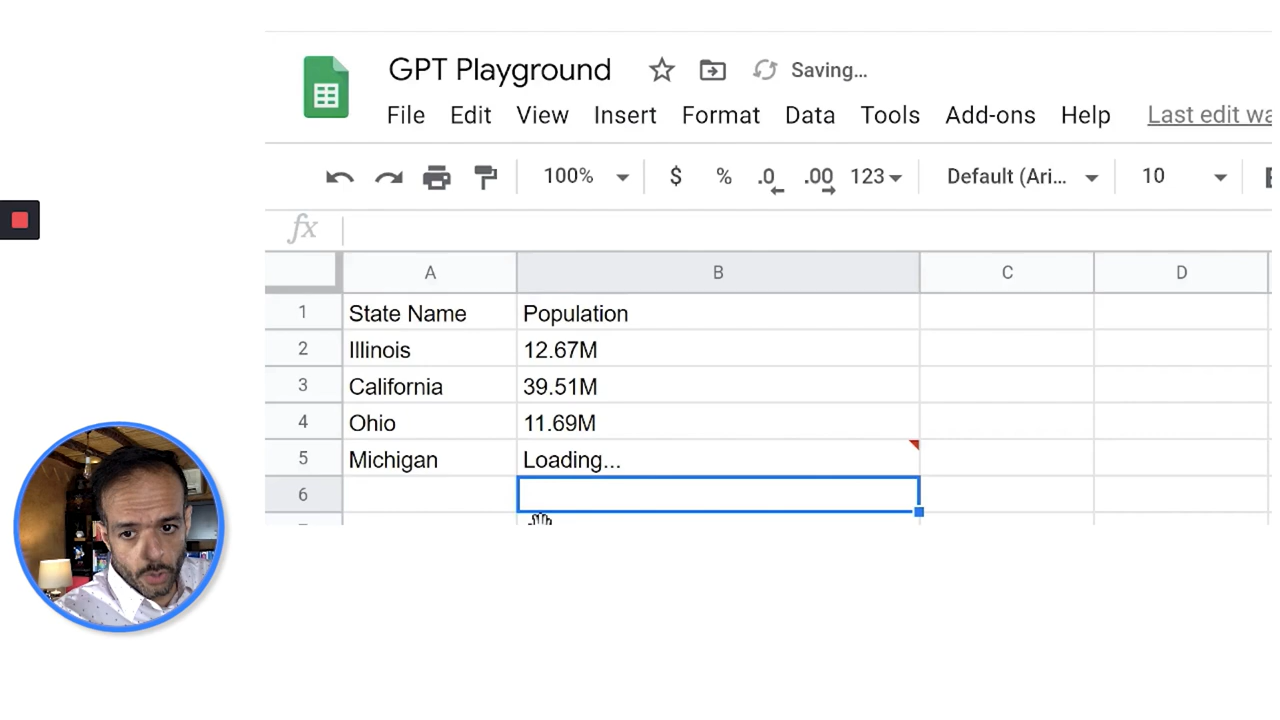 GPT Playground Saving...
File Edit View Insert Format Data Tools Add-ons Help Last edit wa
100% $ % .0 .00 123 Default (Ari... 10
fx
A B C D
1 State Name Population
2 Illinois 12.67M
3 California 39.51M
4 Ohio 11.69M
5 Michigan Loading...
6